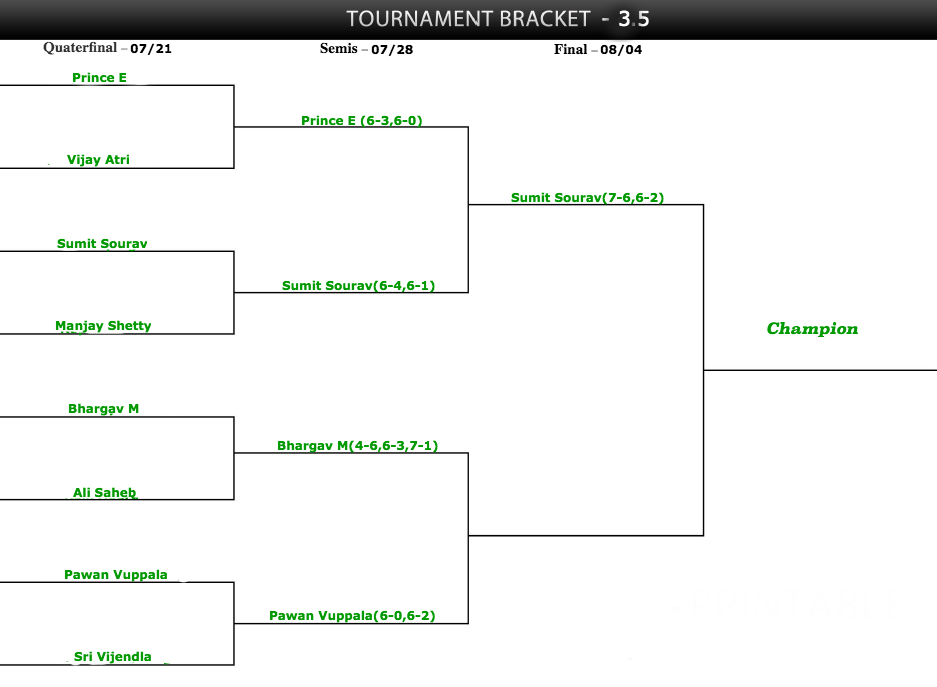 TOURNAMENT BRACKET - 3.5
Quaterfinal – 07/21
Semis – 07/28
Final – 08/04
Prince E
Prince E (6-3,6-0)
Vijay Atri
Sumit Sourav(7-6,6-2)
Sumit Sourav
Sumit Sourav(6-4,6-1)
Manjay Shetty
Champion
Bhargav M
Bhargav M(4-6,6-3,7-1)
Ali Saheb
Pawan Vuppala
Pawan Vuppala(6-0,6-2)
Sri Vijendla